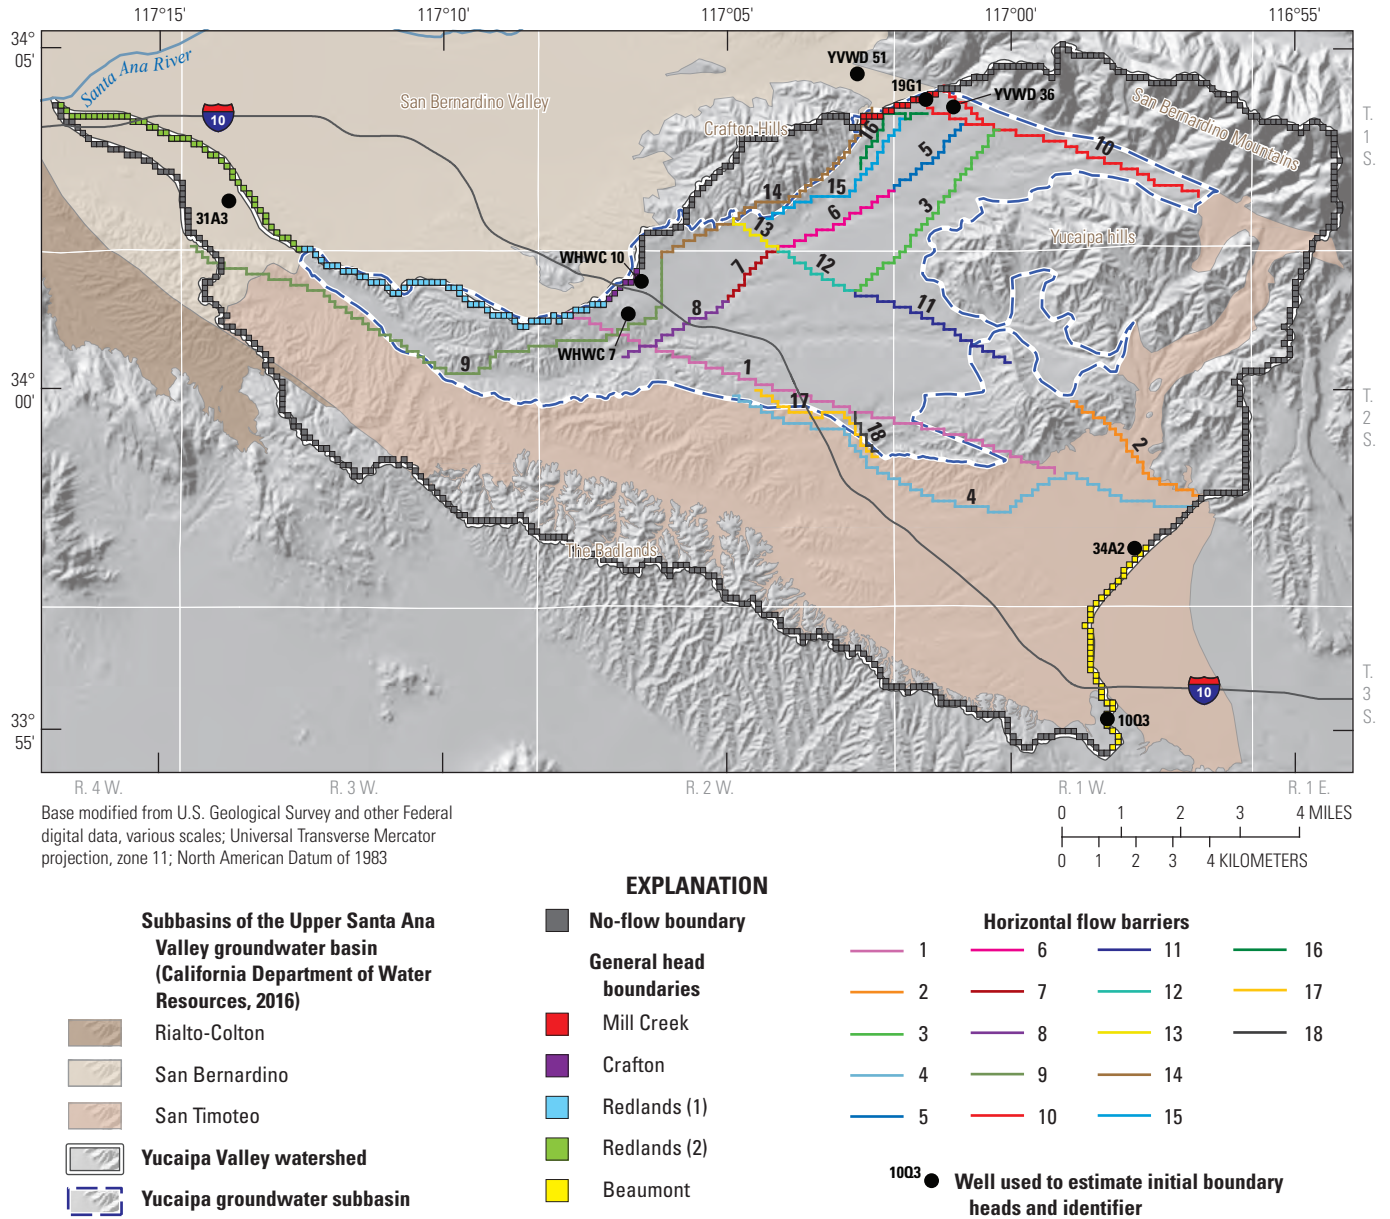 117°15'
117°10'
117°05'
117°00'
116°55'
34°
05'
34°
00'
33°
55'
T.
1
S.
T.
2
S.
T.
3
S.
Santa Ana River
10
San Bernardino Valley
YVWD 51
19G1
YVWD 36
Crafton Hills
San Bernardino Mountains
31A3
WHWC 10
WHWC 7
Yucaipa hills
The Badlands
34A2
10Q3
10
16
5
10
14
15
6
3
13
12
7
11
8
9
1
17
18
2
4
R. 4 W.
R. 3 W.
R. 2 W.
R. 1 W.
R. 1 E.
Base modified from U.S. Geological Survey and other Federal
digital data, various scales; Universal Transverse Mercator
projection, zone 11; North American Datum of 1983
0 1 2 3 4 MILES
0 1 2 3 4 KILOMETERS
EXPLANATION
Subbasins of the Upper Santa Ana
Valley groundwater basin
(California Department of Water
Resources, 2016)
Rialto-Colton
San Bernardino
San Timoteo
Yucaipa Valley watershed
Yucaipa groundwater subbasin
No-flow boundary
General head
boundaries
Mill Creek
Crafton
Redlands (1)
Redlands (2)
Beaumont
Horizontal flow barriers
1
2
3
4
5
6
7
8
9
10
11
12
13
14
15
16
17
18
10Q3
Well used to estimate initial boundary
heads and identifier